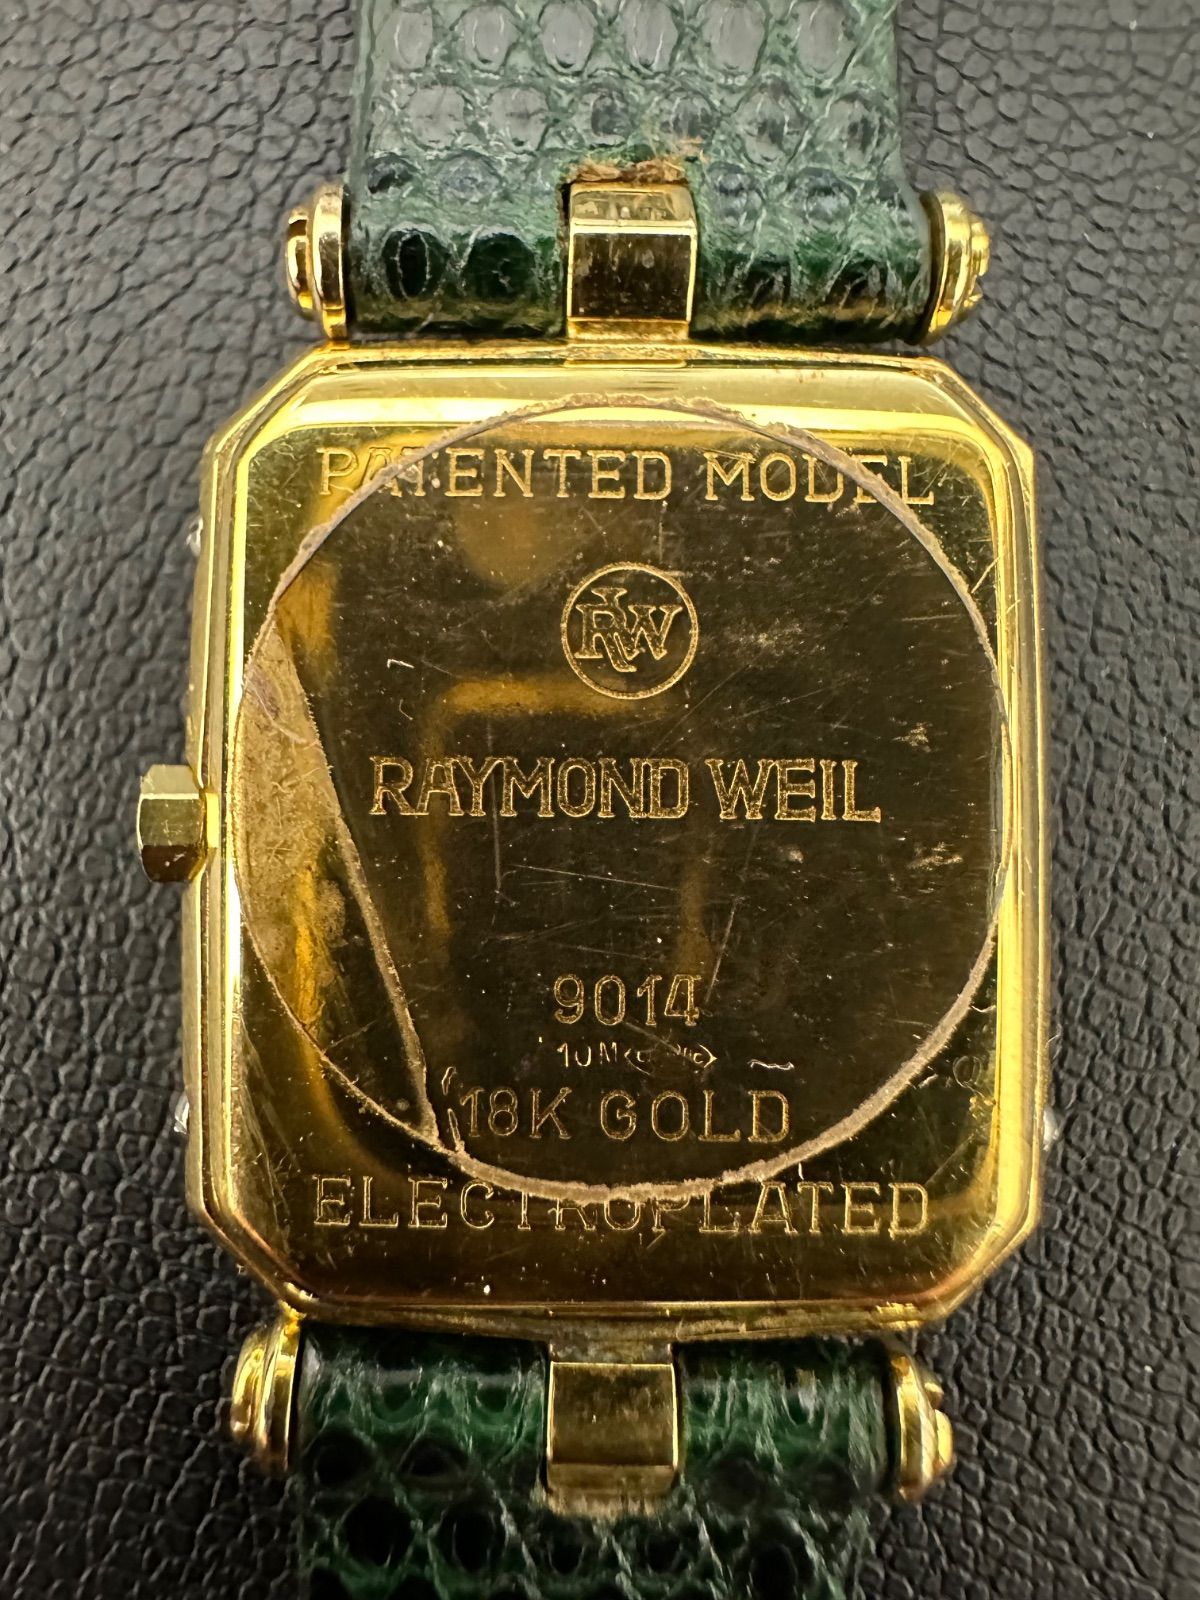 PATENTED MODEL
RW
RAYMOND WEIL
9014
18K GOLD
ELECTROPLATED